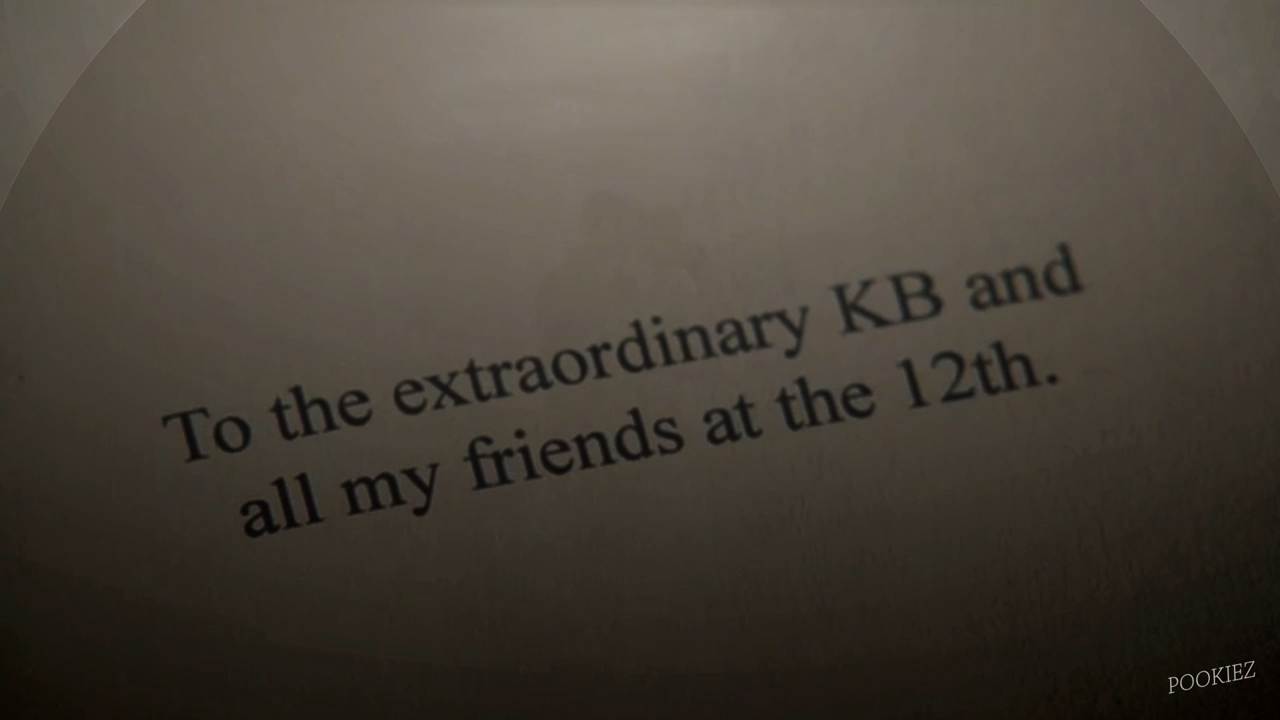 To the extraordinary KB and
all my friends at the 12th.
POOKIEZ